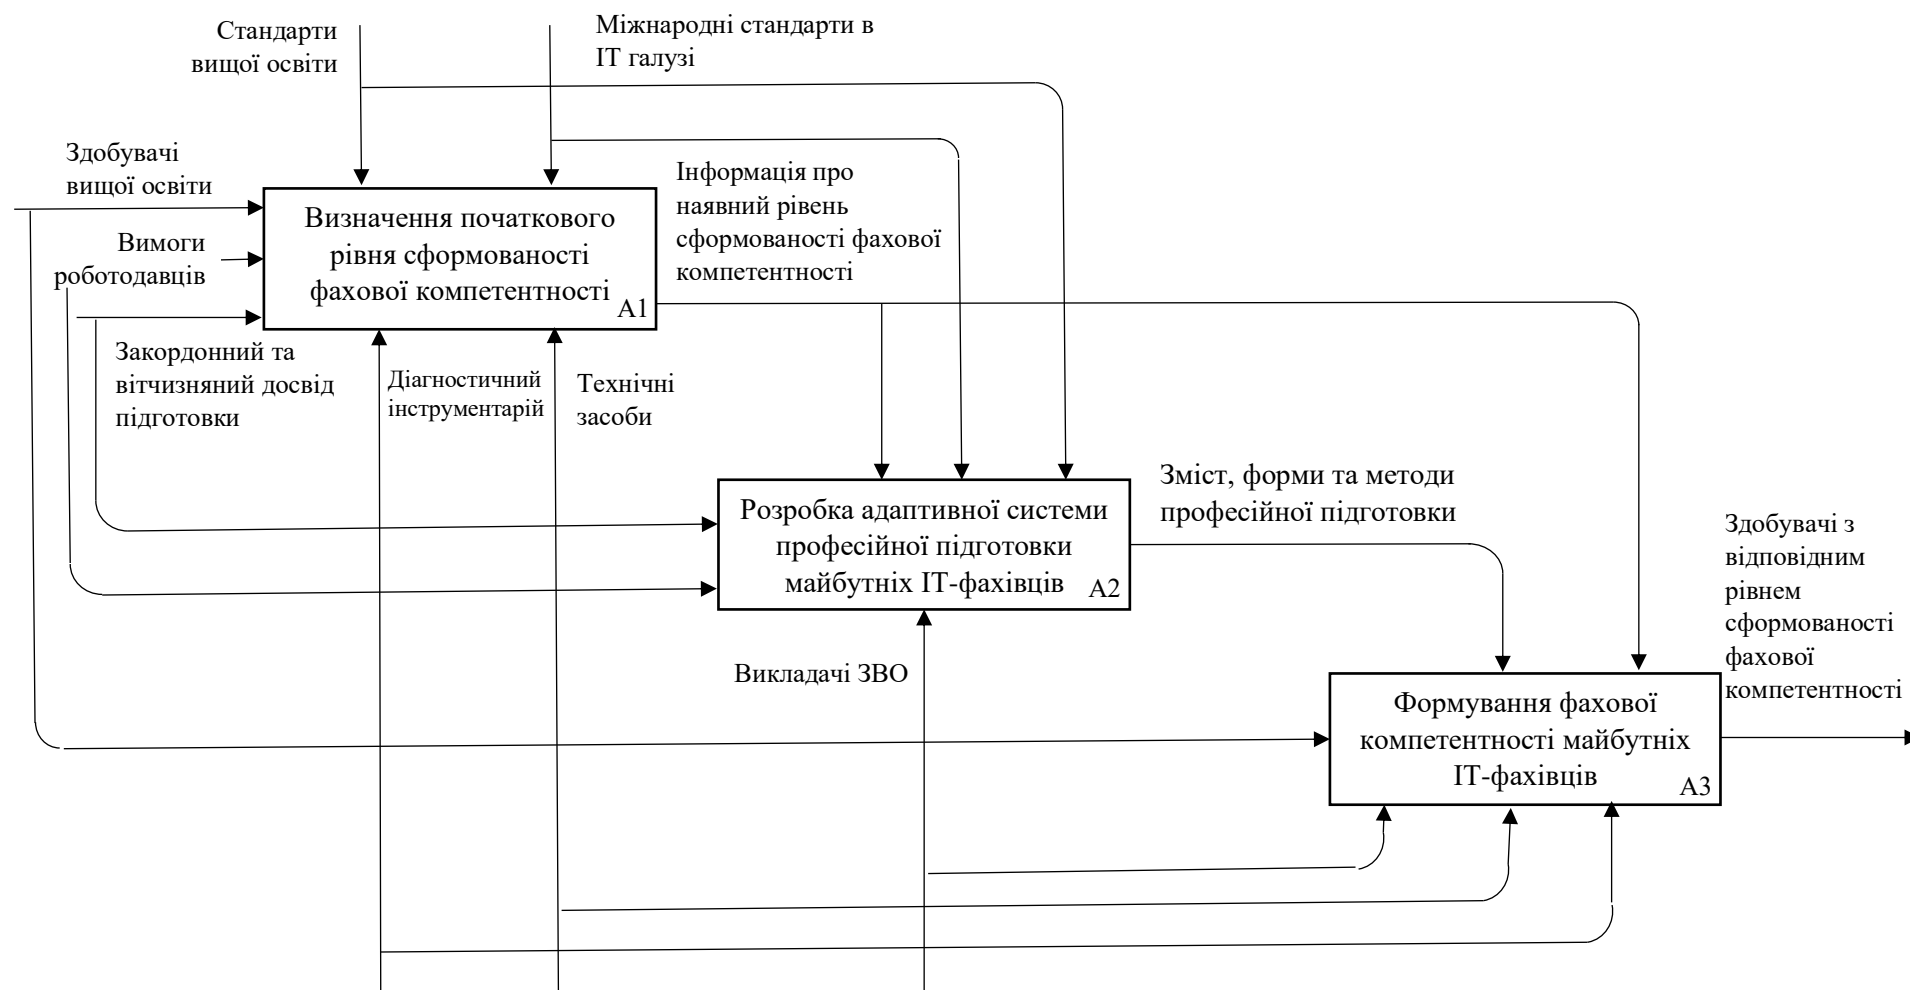 Стандарти
вищої освіти
Міжнародні стандарти в
ІТ галузі
Здобувачі
вищої освіти
Вимоги
роботодавців
Закордонний та
вітчизняний досвід
підготовки
Визначення початкового
рівня сформованості
фахової компетентності
А1
Інформація про
наявний рівень
сформованості фахової
компетентності
Діагностичний
інструментарій
Технічні
засоби
Розробка адаптивної системи
професійної підготовки
майбутніх ІТ-фахівців
А2
Зміст, форми та методи
професійної підготовки
Викладачі ЗВО
Формування фахової
компетентності майбутніх
ІТ-фахівців
А3
Здобувачі з
відповідним
рівнем
сформованості
фахової
компетентності